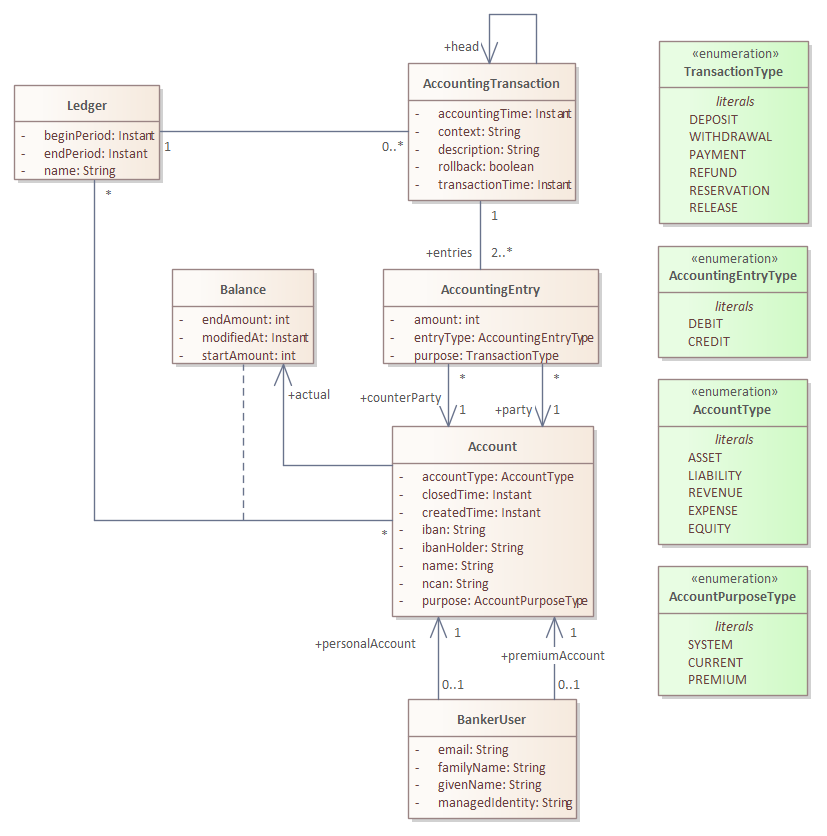 +head
AccountingTransaction
- accountingTime: Instant
- context: String
- description: String
- rollback: boolean
- transactionTime: Instant
Ledger
- beginPeriod: Instant
- endPeriod: Instant
- name: String
1
0..*
*
1
+entries
2..*
Balance
- endAmount: int
- modifiedAt: Instant
- startAmount: int
AccountingEntry
- amount: int
- entryType: AccountingEntryType
- purpose: TransactionType
+actual
*
*
+counterParty
1
+party
1
Account
- accountType: AccountType
- closedTime: Instant
- createdTime: Instant
- iban: String
- ibanHolder: String
- name: String
- ncan: String
- purpose: AccountPurposeType
*
+personalAccount
1
1
+premiumAccount
0..1
0..1
BankerUser
- email: String
- familyName: String
- givenName: String
- managedIdentity: String
«enumeration»
TransactionType
literals
DEPOSIT
WITHDRAWAL
PAYMENT
REFUND
RESERVATION
RELEASE
«enumeration»
AccountingEntryType
literals
DEBIT
CREDIT
«enumeration»
AccountType
literals
ASSET
LIABILITY
REVENUE
EXPENSE
EQUITY
«enumeration»
AccountPurposeType
literals
SYSTEM
CURRENT
PREMIUM